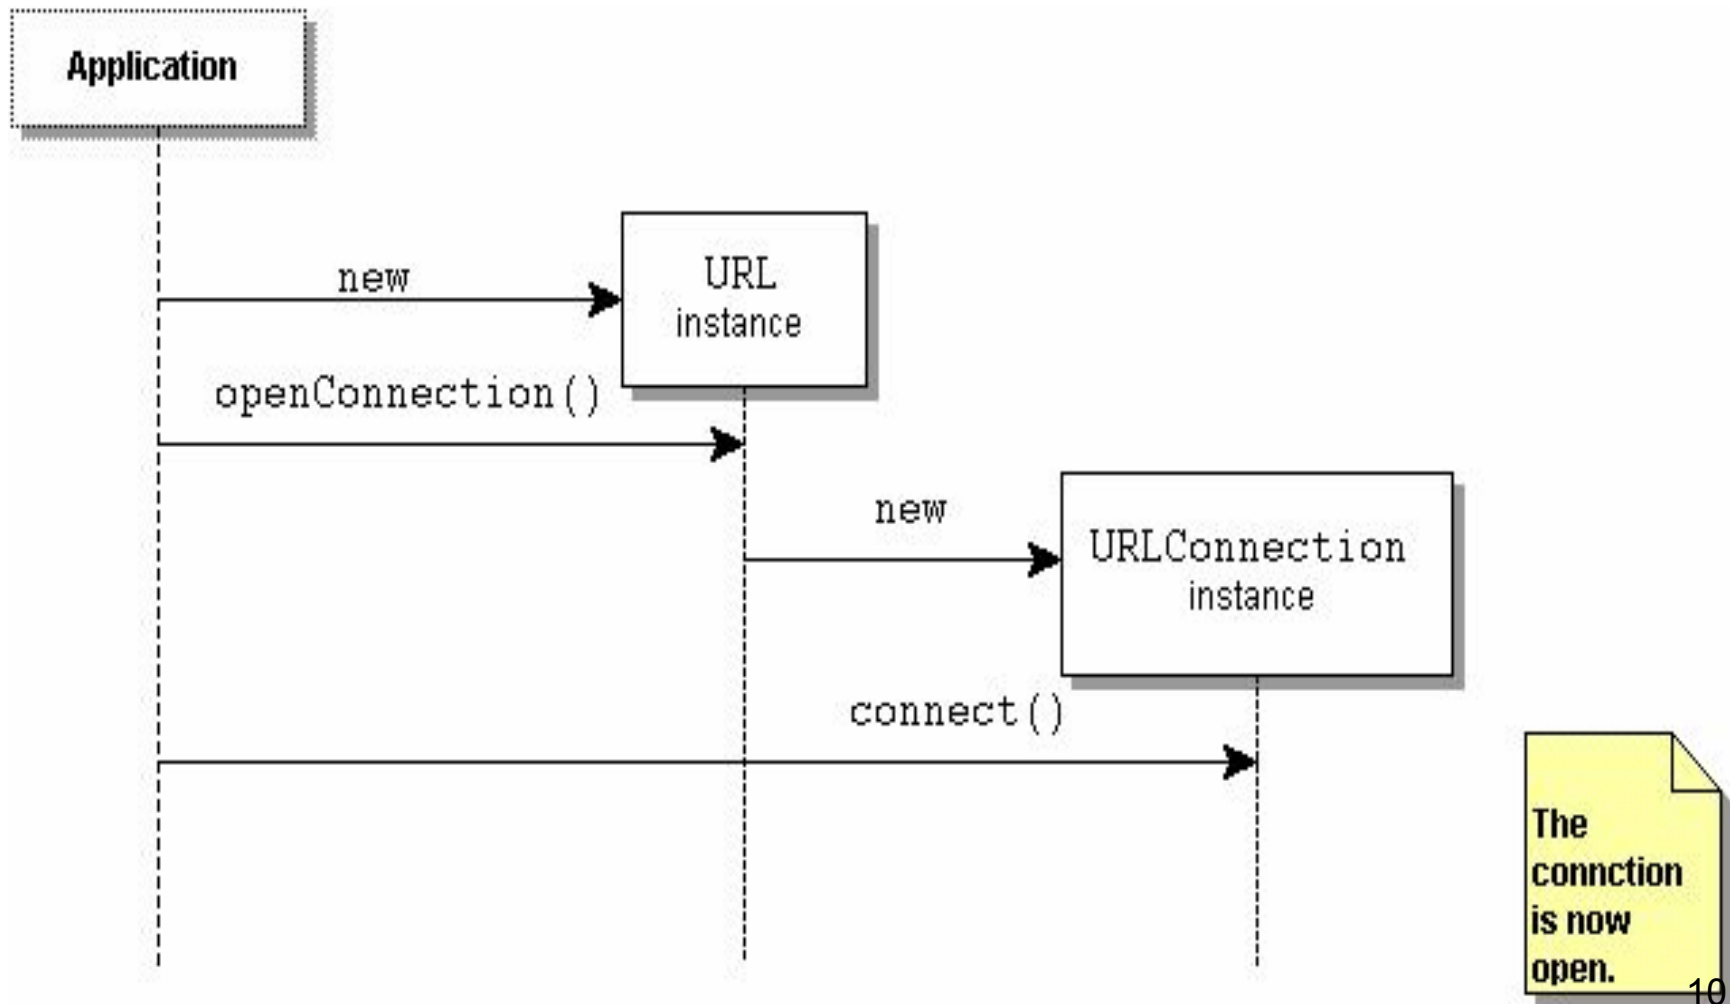 Application
new
URL
instance
openConnection()
new
URLConnection
instance
connect()
The
connction
is now
open.
10